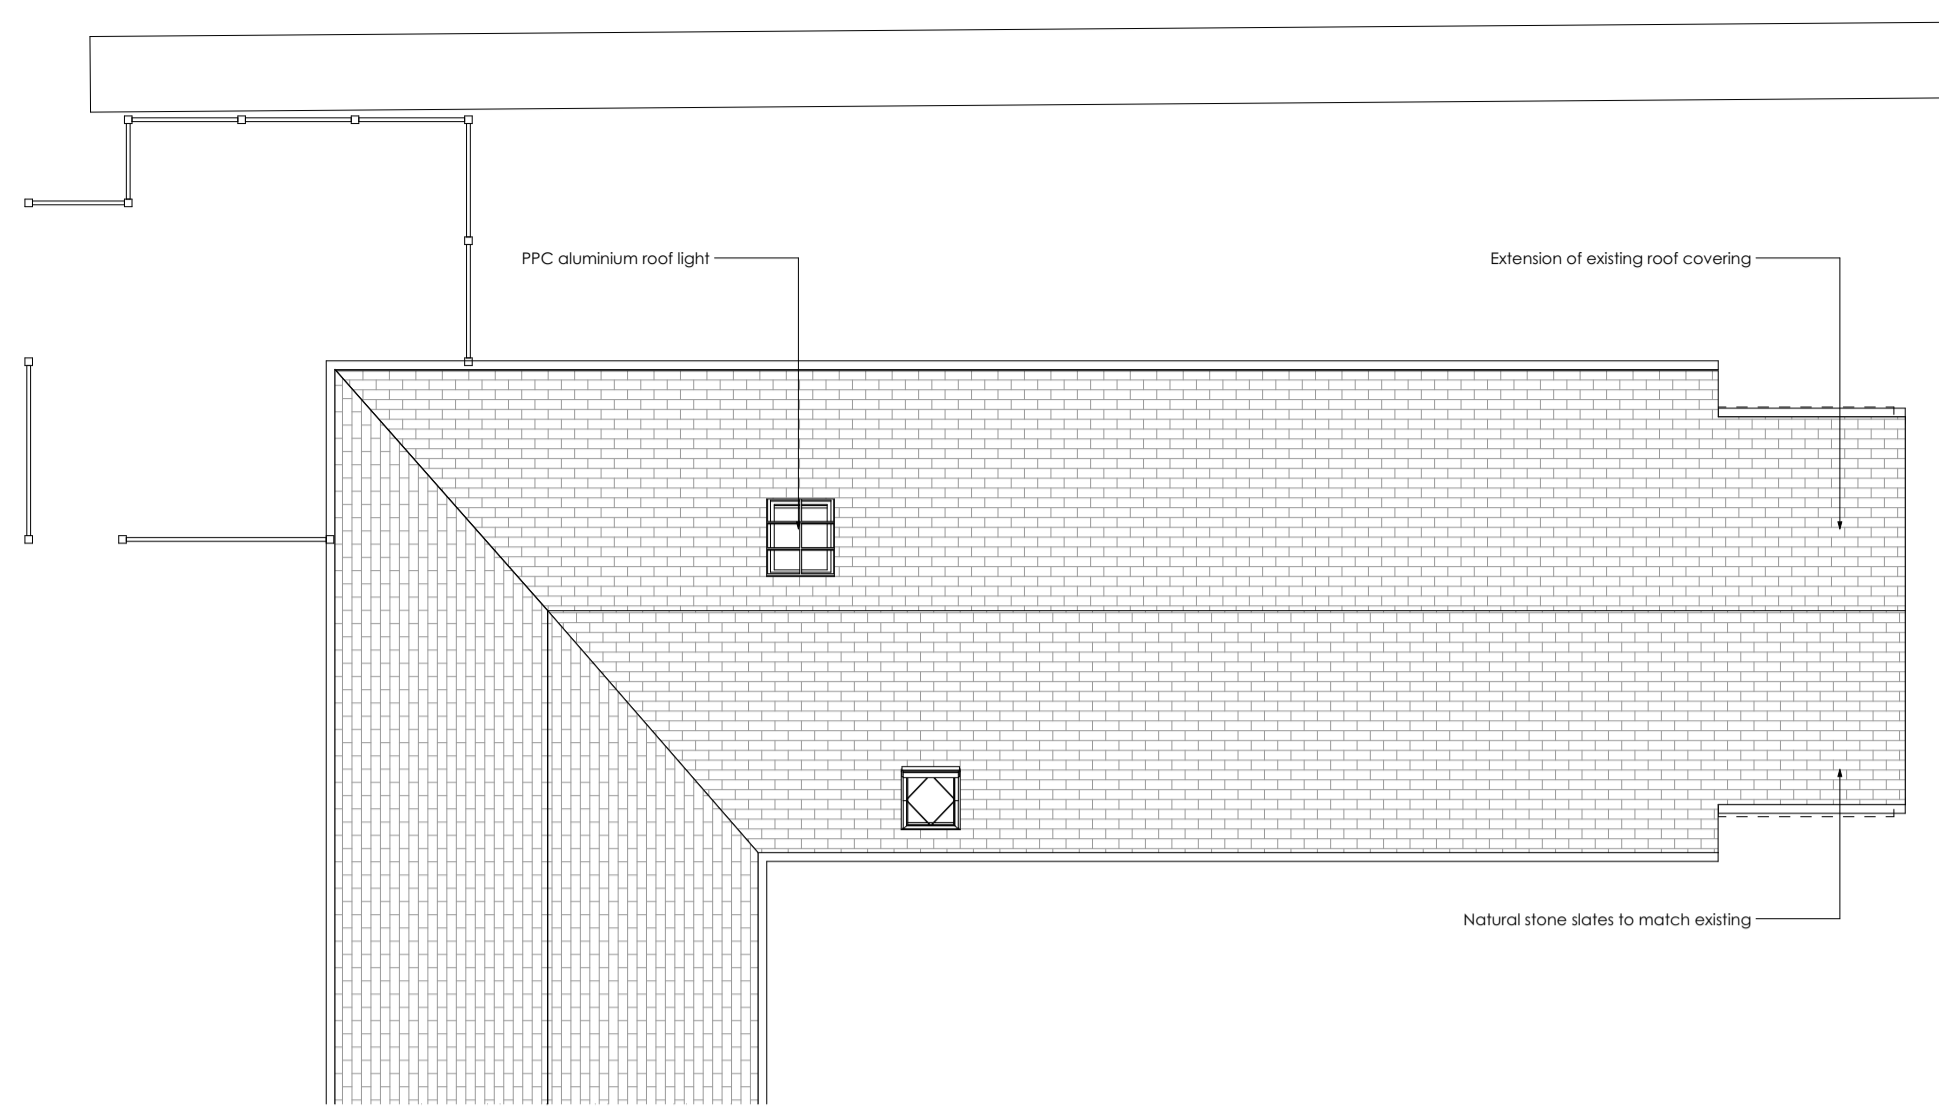 PPC aluminium roof light
Extension of existing roof covering
Natural stone slates to match existing